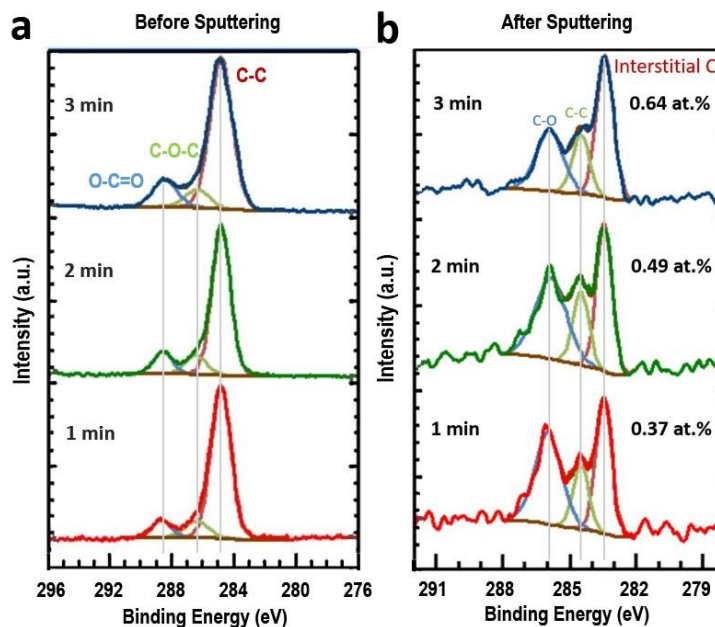 a
Before Sputtering
C-C
3 min
C-O-C
O-C=O
2 min
1 min
Intensity (a.u.)
296 292 288 284 280 276
Binding Energy (eV)
b
After Sputtering
Interstitial C
3 min
0.64 at.%
C-O
C-C
2 min
0.49 at.%
1 min
0.37 at.%
Intensity (a.u.)
291 288 285 282 279
Binding Energy (eV)